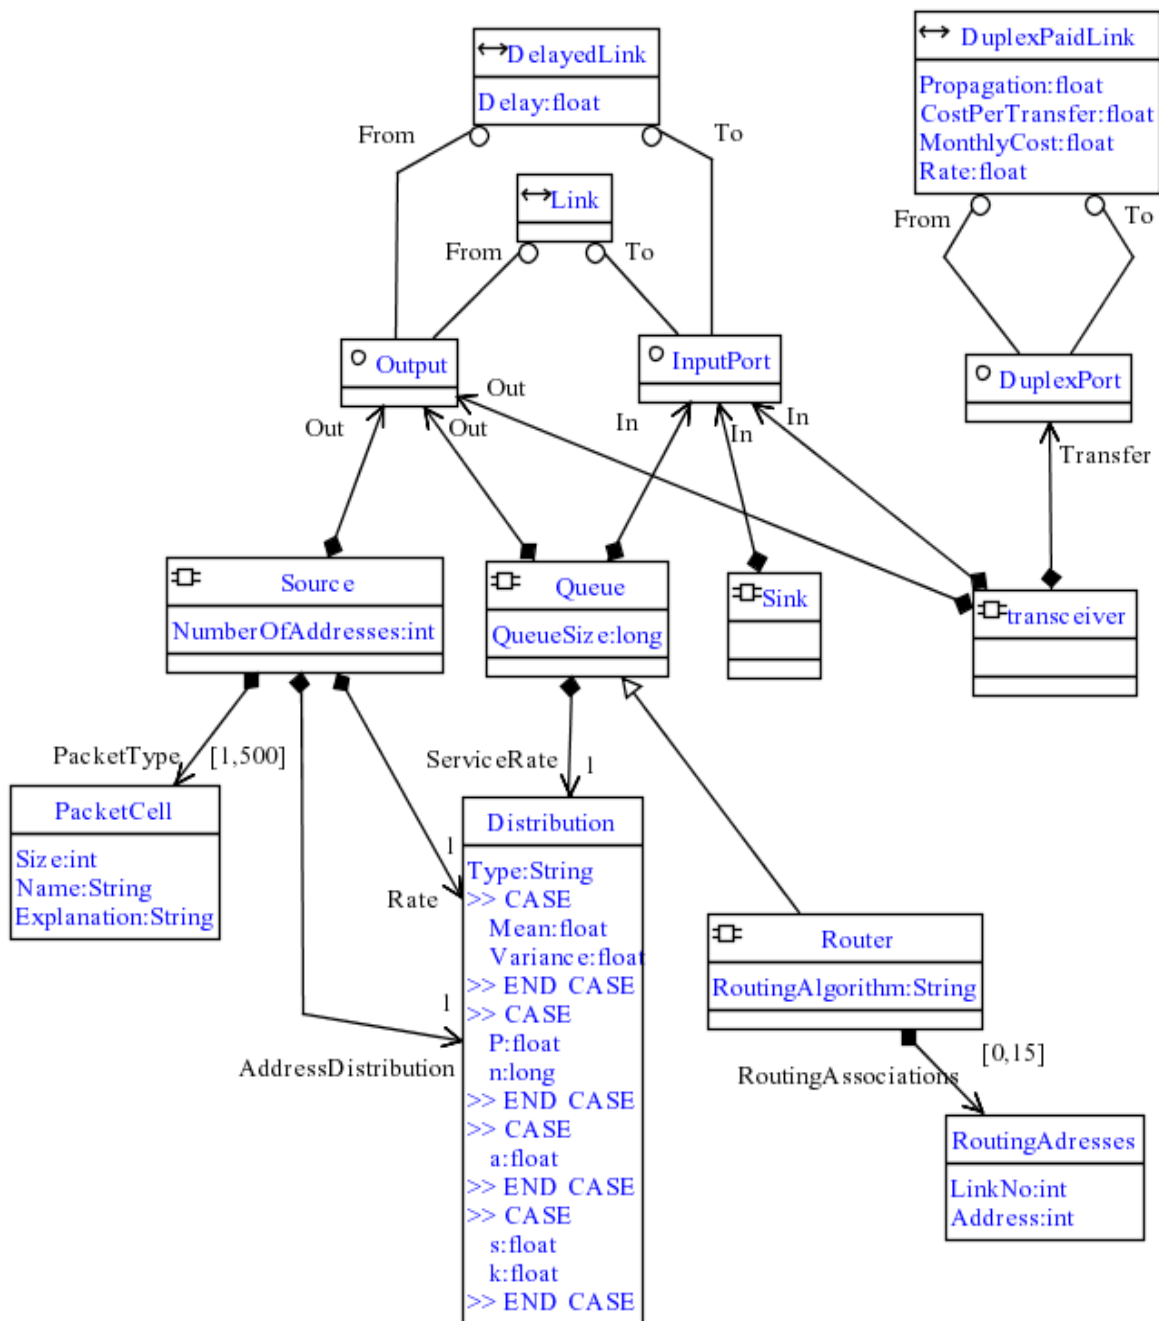 DelayedLink
Delay:float
From
To
Link
From
To
DuplexPaidLink
Propagation:float
CostPerTransfer:float
MonthlyCost:float
Rate:float
From
To
Output
InputPort
DuplexPort
Out
Out
Out
In
In
In
Transfer
Source
NumberOfAddresses:int
Queue
QueueSize:long
Sink
transceiver
PacketType
[1,500]
ServiceRate
1
PacketCell
Size:int
Name:String
Explanation:String
1
Rate
1
AddressDistribution
Distribution
Type:String
>> CASE
Mean:float
Variance:float
>> END CASE
>> CASE
P:float
n:long
>> END CASE
>> CASE
a:float
>> END CASE
>> CASE
s:float
k:float
>> END CASE
Router
RoutingAlgorithm:String
[0,15]
RoutingAssociations
RoutingAdresses
LinkNo:int
Address:int